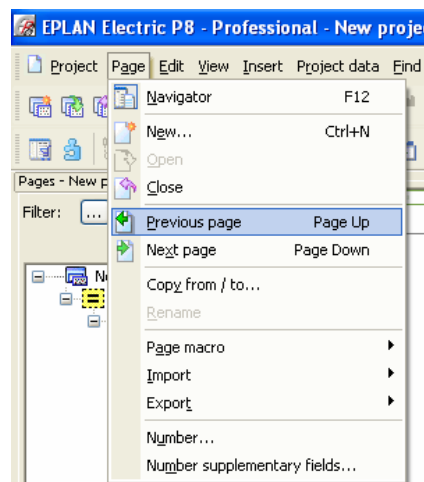 EPLAN Electric P8 - Professional - New proje
Project Page Edit View Insert Project data Find
Navigator F12
New... Ctrl+N
Open
Pages - New p
Close
Filter: ...
Previous page Page Up
Next page Page Down
Ne
Copy from / to...
Rename
Page macro
Import
Export
Number...
Number supplementary fields...